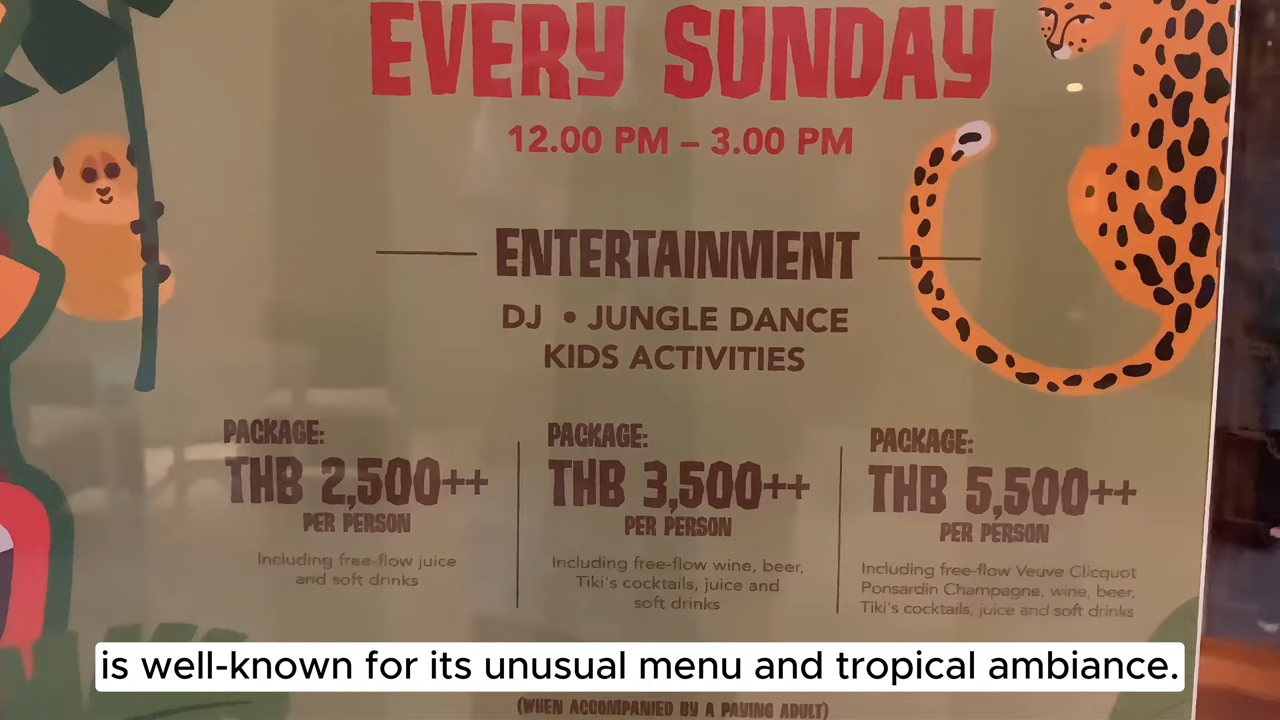 EVERY SUNDAY
12.00 PM – 3.00 PM
ENTERTAINMENT
DJ • JUNGLE DANCE
KIDS ACTIVITIES
PACKAGE:
THB 2,500++
PER PERSON
Including free-flow juice
and soft drinks
PACKAGE:
THB 3,500++
PER PERSON
Including free-flow wine, beer,
Tiki's cocktails, juice and
soft drinks
PACKAGE:
THB 5,500++
PER PERSON
Including free-flow Veuve Clicquot
Ponsardin Champagne, wine, beer,
Tiki's cocktails, juice and soft drinks
is well-known for its unusual menu and tropical ambiance.
(WHEN ACCOMPANIED BY A PAYING ADULT)